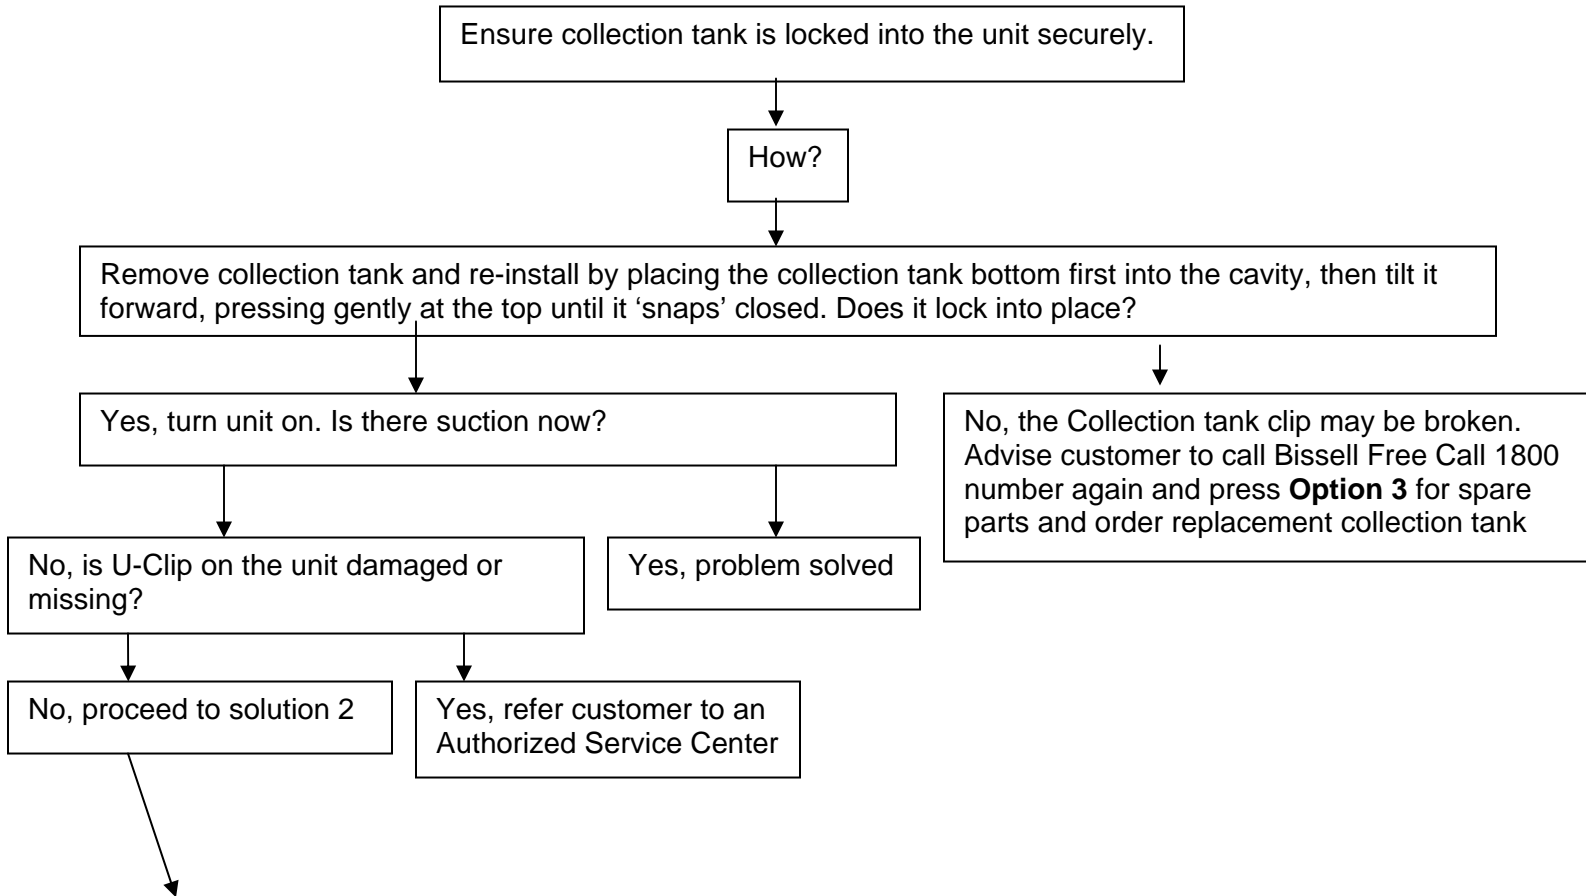 Ensure collection tank is locked into the unit securely.
How?
Remove collection tank and re-install by placing the collection tank bottom first into the cavity, then tilt it
forward, pressing gently at the top until it ‘snaps’ closed. Does it lock into place?
Yes, turn unit on. Is there suction now?
No, the Collection tank clip may be broken.
Advise customer to call Bissell Free Call 1800
number again and press Option 3 for spare
parts and order replacement collection tank
No, is U-Clip on the unit damaged or
missing?
Yes, problem solved
No, proceed to solution 2
Yes, refer customer to an
Authorized Service Center